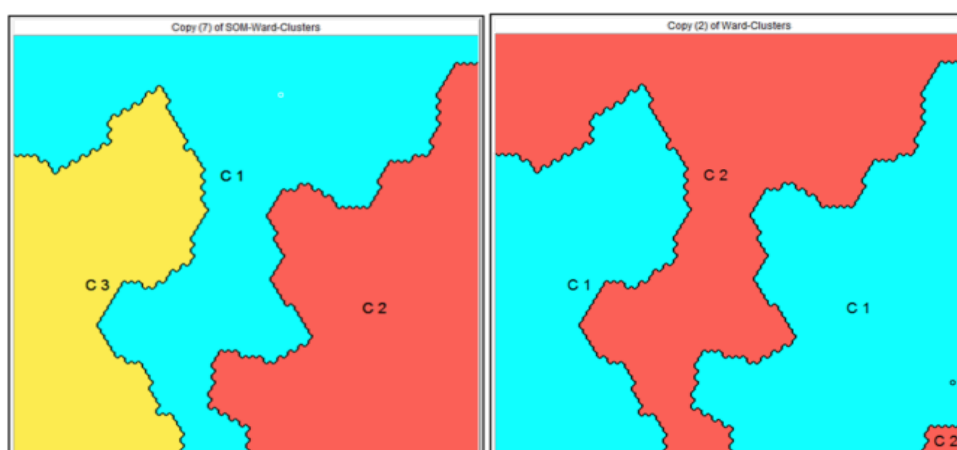 Copy (7) of SOM-Ward-Clusters
C 1
C 3
C 2
Copy (2) of Ward-Clusters
C 2
C 1
C 1
C 2